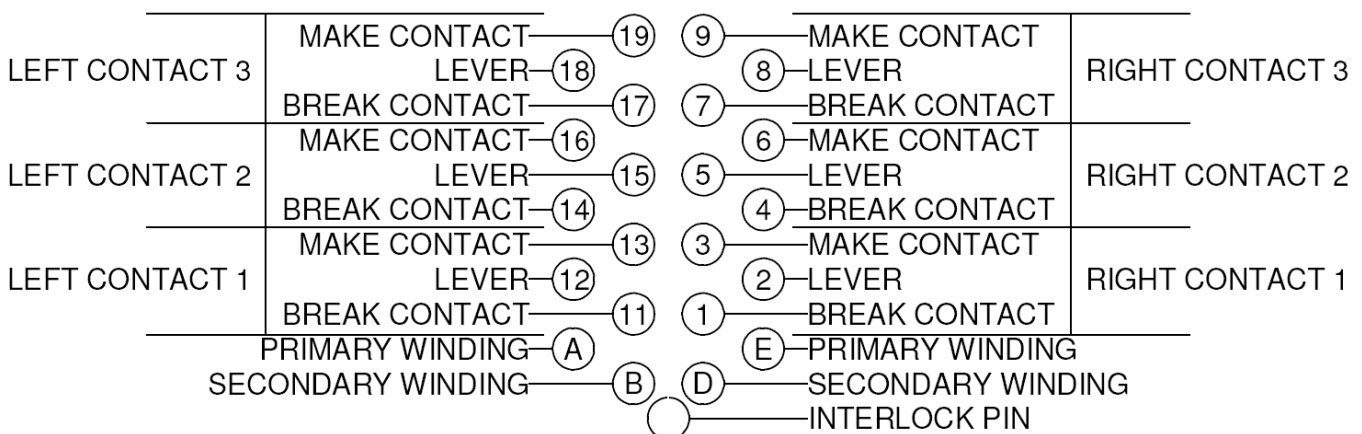 MAKE CONTACT 19 9 MAKE CONTACT
LEFT CONTACT 3 LEVER 18 8 LEVER RIGHT CONTACT 3
BREAK CONTACT 17 7 BREAK CONTACT
MAKE CONTACT 16 6 MAKE CONTACT
LEFT CONTACT 2 LEVER 15 5 LEVER RIGHT CONTACT 2
BREAK CONTACT 14 4 BREAK CONTACT
MAKE CONTACT 13 3 MAKE CONTACT
LEFT CONTACT 1 LEVER 12 2 LEVER RIGHT CONTACT 1
BREAK CONTACT 11 1 BREAK CONTACT
PRIMARY WINDING A E PRIMARY WINDING
SECONDARY WINDING B D SECONDARY WINDING
INTERLOCK PIN